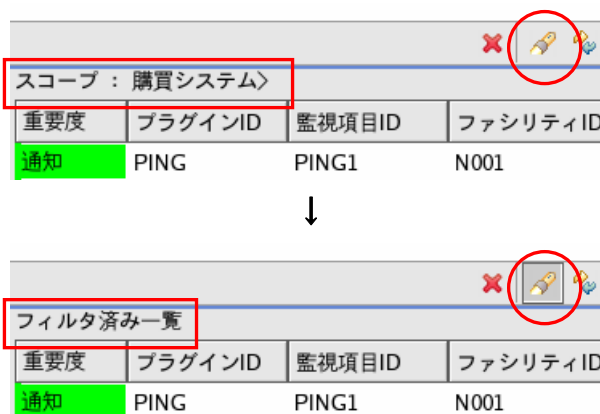 スコープ : 購買システム〉
重要度 プラグインID 監視項目ID ファシリティID
通知 PING PING1 N001
↓
フィルタ済み一覧
重要度 プラグインID 監視項目ID ファシリティID
通知 PING PING1 N001